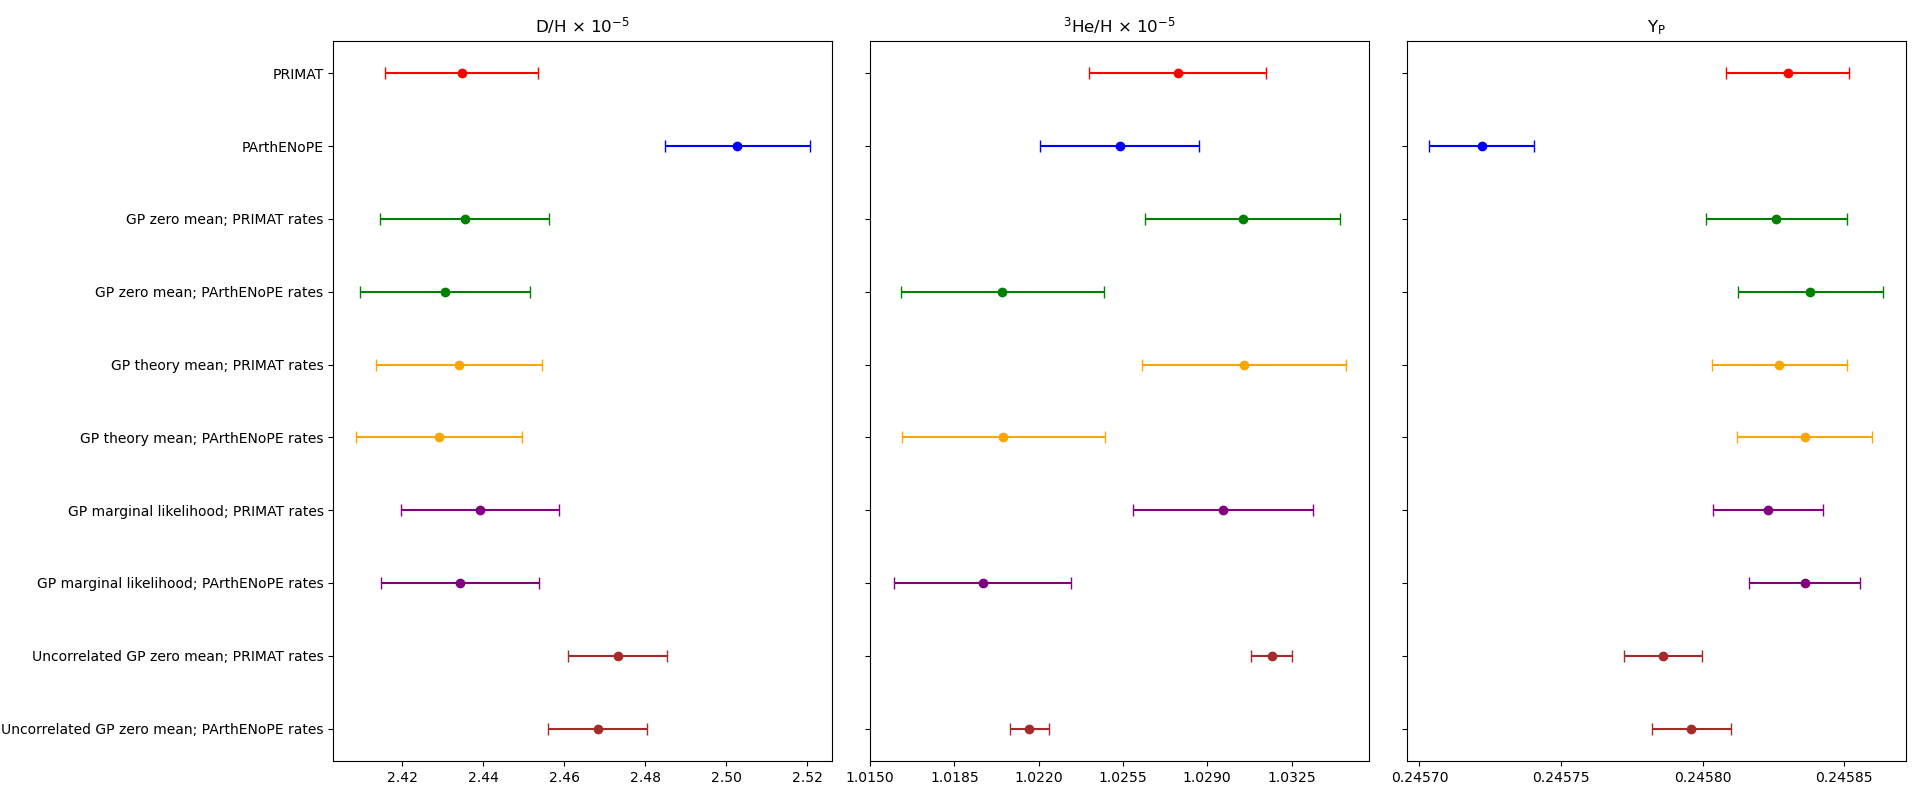 D/H × 10⁻⁵
³He/H × 10⁻⁵
Y_P
PRIMAT
PArthENoPE
GP zero mean; PRIMAT rates
GP zero mean; PArthENoPE rates
GP theory mean; PRIMAT rates
GP theory mean; PArthENoPE rates
GP marginal likelihood; PRIMAT rates
GP marginal likelihood; PArthENoPE rates
Uncorrelated GP zero mean; PRIMAT rates
Uncorrelated GP zero mean; PArthENoPE rates
2.42 2.44 2.46 2.48 2.50 2.52
1.0150 1.0185 1.0220 1.0255 1.0290 1.0325
0.24570 0.24575 0.24580 0.24585